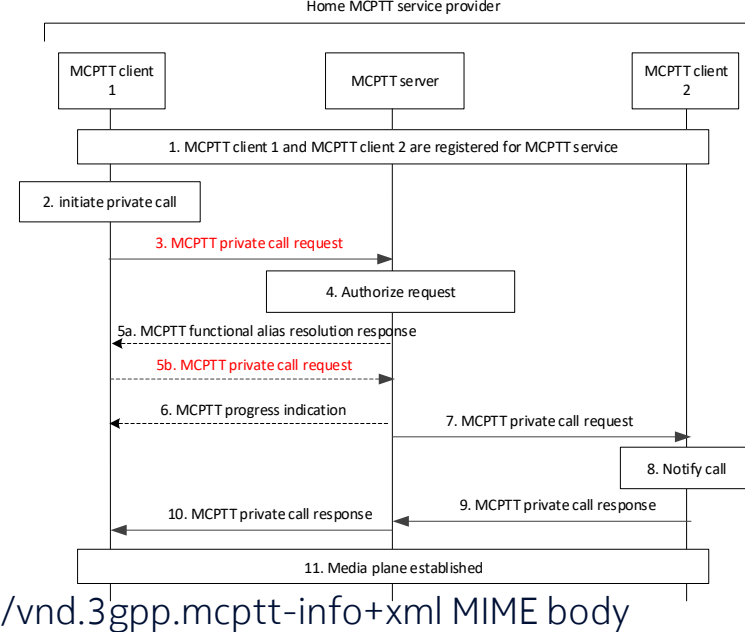 Home MCPTT service provider
MCPTT client
1
MCPTT server
MCPTT client
2
1. MCPTT client 1 and MCPTT client 2 are registered for MCPTT service
2. initiate private call
3. MCPTT private call request
4. Authorize request
5a. MCPTT functional alias resolution response
5b. MCPTT private call request
6. MCPTT progress indication
7. MCPTT private call request
8. Notify call
9. MCPTT private call response
10. MCPTT private call response
11. Media plane established
/vnd.3gpp.mcptt-info+xml MIME body